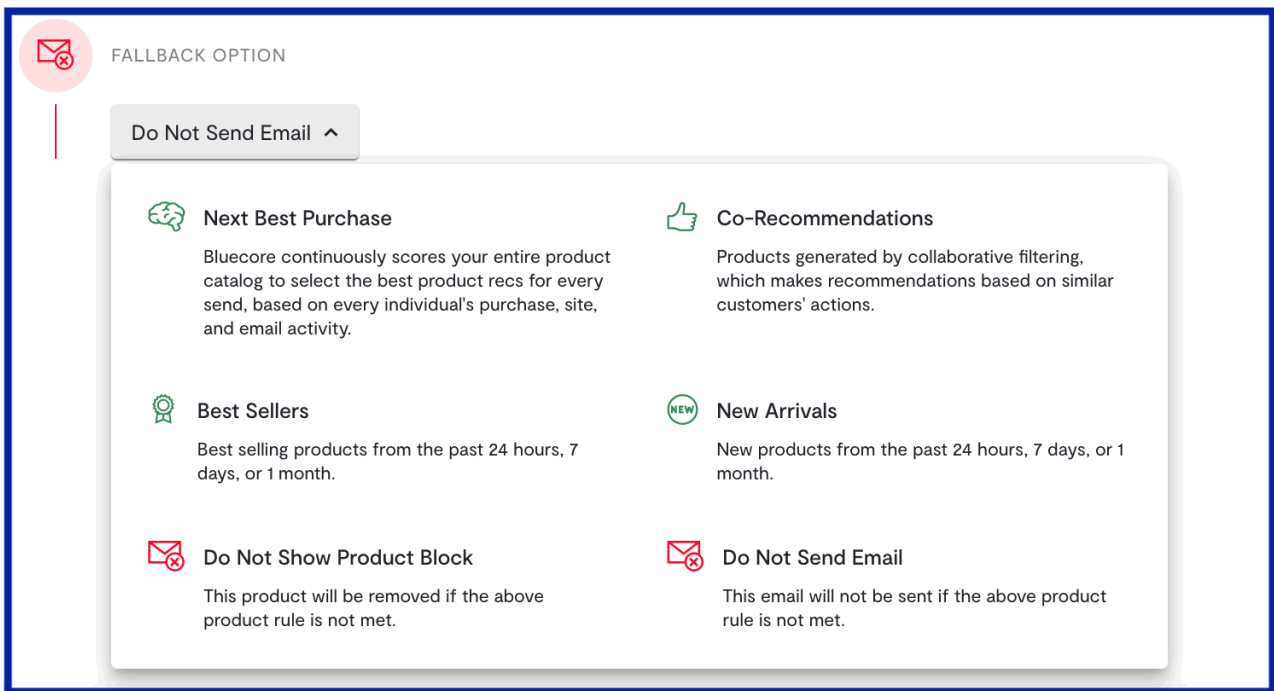 FALLBACK OPTION
Do Not Send Email
Next Best Purchase
Bluecore continuously scores your entire product
catalog to select the best product recs for every
send, based on every individual's purchase, site,
and email activity.
Co-Recommendations
Products generated by collaborative filtering,
which makes recommendations based on similar
customers' actions.
Best Sellers
Best selling products from the past 24 hours, 7
days, or 1 month.
NEW
New Arrivals
New products from the past 24 hours, 7 days, or 1
month.
Do Not Show Product Block
This product will be removed if the above
product rule is not met.
Do Not Send Email
This email will not be sent if the above product
rule is not met.